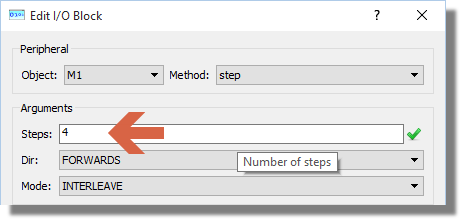 Edit I/O Block
?
Peripheral
Object: M1 Method: step
Arguments
Steps: 4
Dir: FORWARDS
Number of steps
Mode: INTERLEAVE